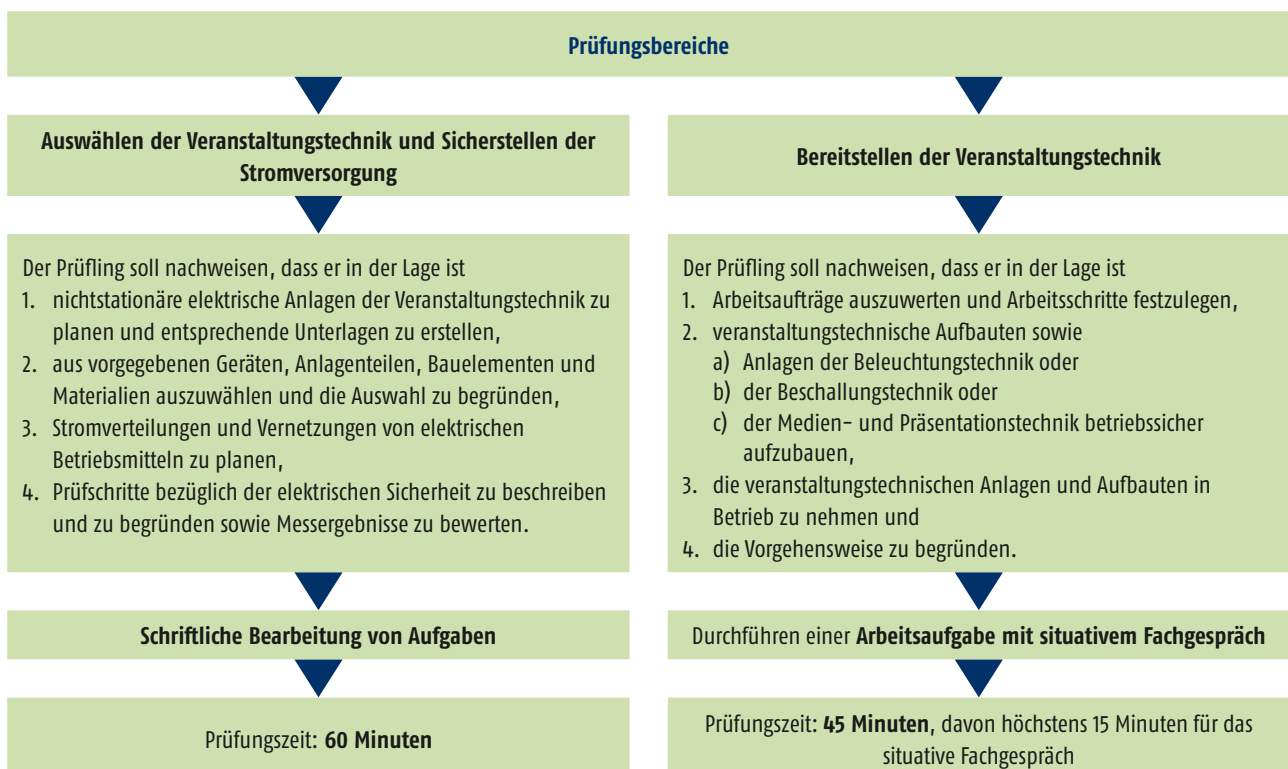 Prüfungsbereiche
Auswählen der Veranstaltungstechnik und Sicherstellen der
Stromversorgung
Der Prüfling soll nachweisen, dass er in der Lage ist
1. nichtstationäre elektrische Anlagen der Veranstaltungstechnik zu
planen und entsprechende Unterlagen zu erstellen,
2. aus vorgegebenen Geräten, Anlagenteilen, Bauelementen und
Materialien auszuwählen und die Auswahl zu begründen,
3. Stromverteilungen und Vernetzungen von elektrischen
Betriebsmitteln zu planen,
4. Prüfschritte bezüglich der elektrischen Sicherheit zu beschreiben
und zu begründen sowie Messergebnisse zu bewerten.
Schriftliche Bearbeitung von Aufgaben
Prüfungszeit: 60 Minuten
Bereitstellen der Veranstaltungstechnik
Der Prüfling soll nachweisen, dass er in der Lage ist
1. Arbeitsaufträge auszuwerten und Arbeitsschritte festzulegen,
2. veranstaltungstechnische Aufbauten sowie
a) Anlagen der Beleuchtungstechnik oder
b) der Beschallungstechnik oder
c) der Medien- und Präsentationstechnik betriebssicher
aufzubauen,
3. die veranstaltungstechnischen Anlagen und Aufbauten in
Betrieb zu nehmen und
4. die Vorgehensweise zu begründen.
Durchführen einer Arbeitsaufgabe mit situativem Fachgespräch
Prüfungszeit: 45 Minuten, davon höchstens 15 Minuten für das
situative Fachgespräch